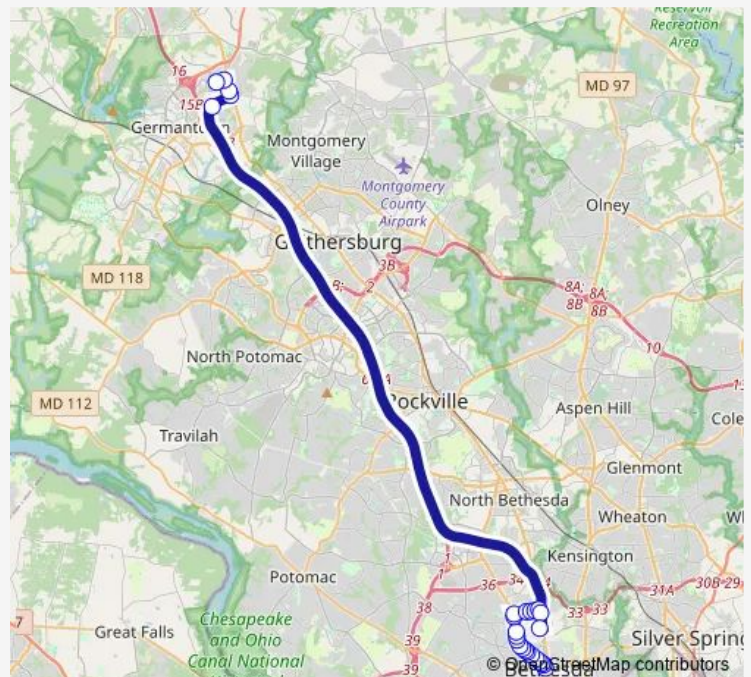 Reservoir
Recreation
Area
16
MD 97
15B
Montgomery
Village
Montgomery
County
Airpark
Olney
Gaithersburg
3B
MD 118
2
8A;
8B
8A;
8B
North Potomac
10
MD 112
Rockville
Aspen Hill
Travilah
Glenmont
North Bethesda
Wheaton
Kensington
Potomac
1
36
34
4
33
33
31A
30B
29
38
7
Great Falls
Chesapeake
and Ohio
Canal National
39
39
Silver Spring
© OpenStreetMap contributors